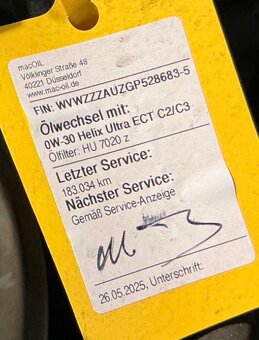 macOIL
Völklinger Straße 48
40221 Düsseldorf
www.mac-oil.de
FIN: WVWZZZAUZGP528683-5
Ölwechsel mit:
0W-30 Helix Ultra ECT C2/C3
Ölfilter: HU 7020 z
Letzter Service:
183.034 km
Nächster Service:
Gemäß Service-Anzeige
26.05.2025, Unterschrift: